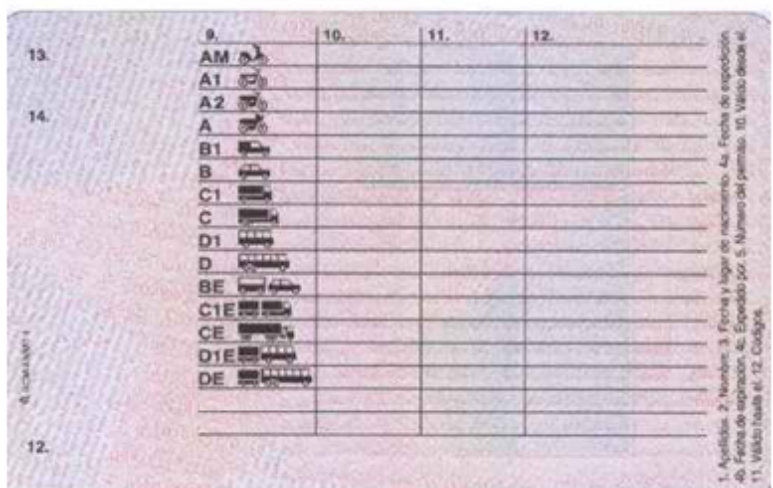 9. 10. 11. 12.
13.
AM
A1
A2
14.
A
B1
B
C1
C
D1
D
BE
C1E
CE
D1E
DE
12.
1. Apellidos. 2. Nombre. 3. Fecha y lugar de nacimiento. 4a. Fecha de expedición.
4b. Fecha de expiración. 4c. Expedido por. 5. Número del permiso. 10. Válido desde el.
11. Válido hasta el. 12. Códigos.